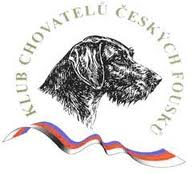 KLUB CHOVATELŮ ČESKÝCH FOUSKŮ